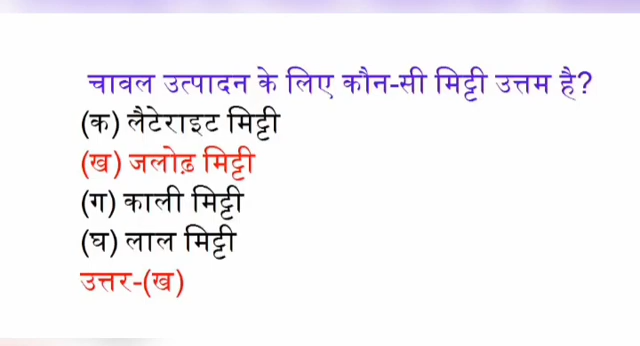 चावल उत्पादन के लिए कौन-सी मिट्टी उत्तम है?
(क) लैटेराइट मिट्टी
(ख) जलोढ़ मिट्टी
(ग) काली मिट्टी
(घ) लाल मिट्टी
उत्तर-(ख)